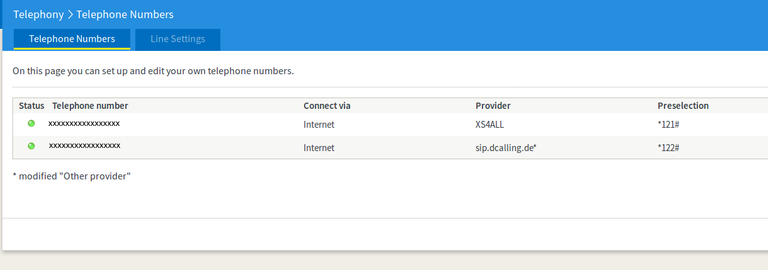 Telephony > Telephone Numbers
Telephone Numbers Line Settings
On this page you can set up and edit your own telephone numbers.
Status Telephone number Connect via Provider Preselection
xxxxxxxxxxxxxxxxx Internet XS4ALL *121#
xxxxxxxxxxxxxxxxx Internet sip.dcalling.de* *122#
* modified "Other provider"